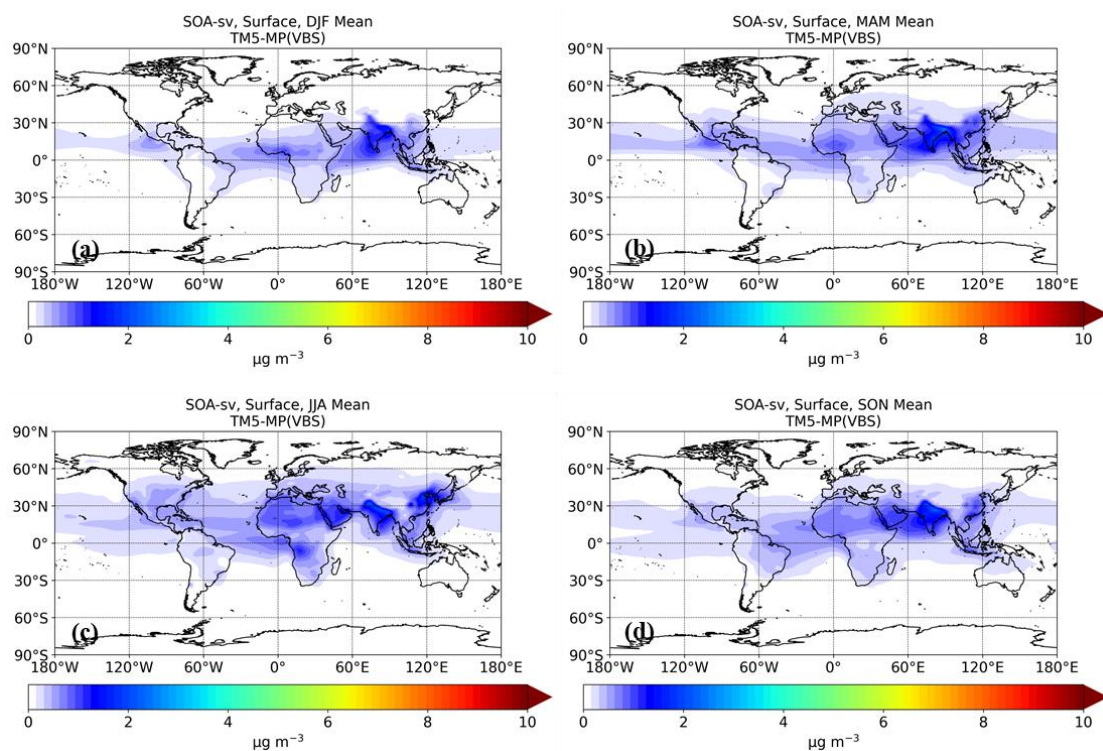 SOA-sv, Surface, DJF Mean
TM5-MP(VBS)
90°N
60°N
30°N
0°
30°S
60°S
90°S
(a)
180°W 120°W 60°W 0° 60°E 120°E 180°E
0 2 4 6 8 10
µg m⁻³
SOA-sv, Surface, MAM Mean
TM5-MP(VBS)
90°N
60°N
30°N
0°
30°S
60°S
90°S
(b)
180°W 120°W 60°W 0° 60°E 120°E 180°E
0 2 4 6 8 10
µg m⁻³
SOA-sv, Surface, JJA Mean
TM5-MP(VBS)
90°N
60°N
30°N
0°
30°S
60°S
90°S
(c)
180°W 120°W 60°W 0° 60°E 120°E 180°E
0 2 4 6 8 10
µg m⁻³
SOA-sv, Surface, SON Mean
TM5-MP(VBS)
90°N
60°N
30°N
0°
30°S
60°S
90°S
(d)
180°W 120°W 60°W 0° 60°E 120°E 180°E
0 2 4 6 8 10
µg m⁻³